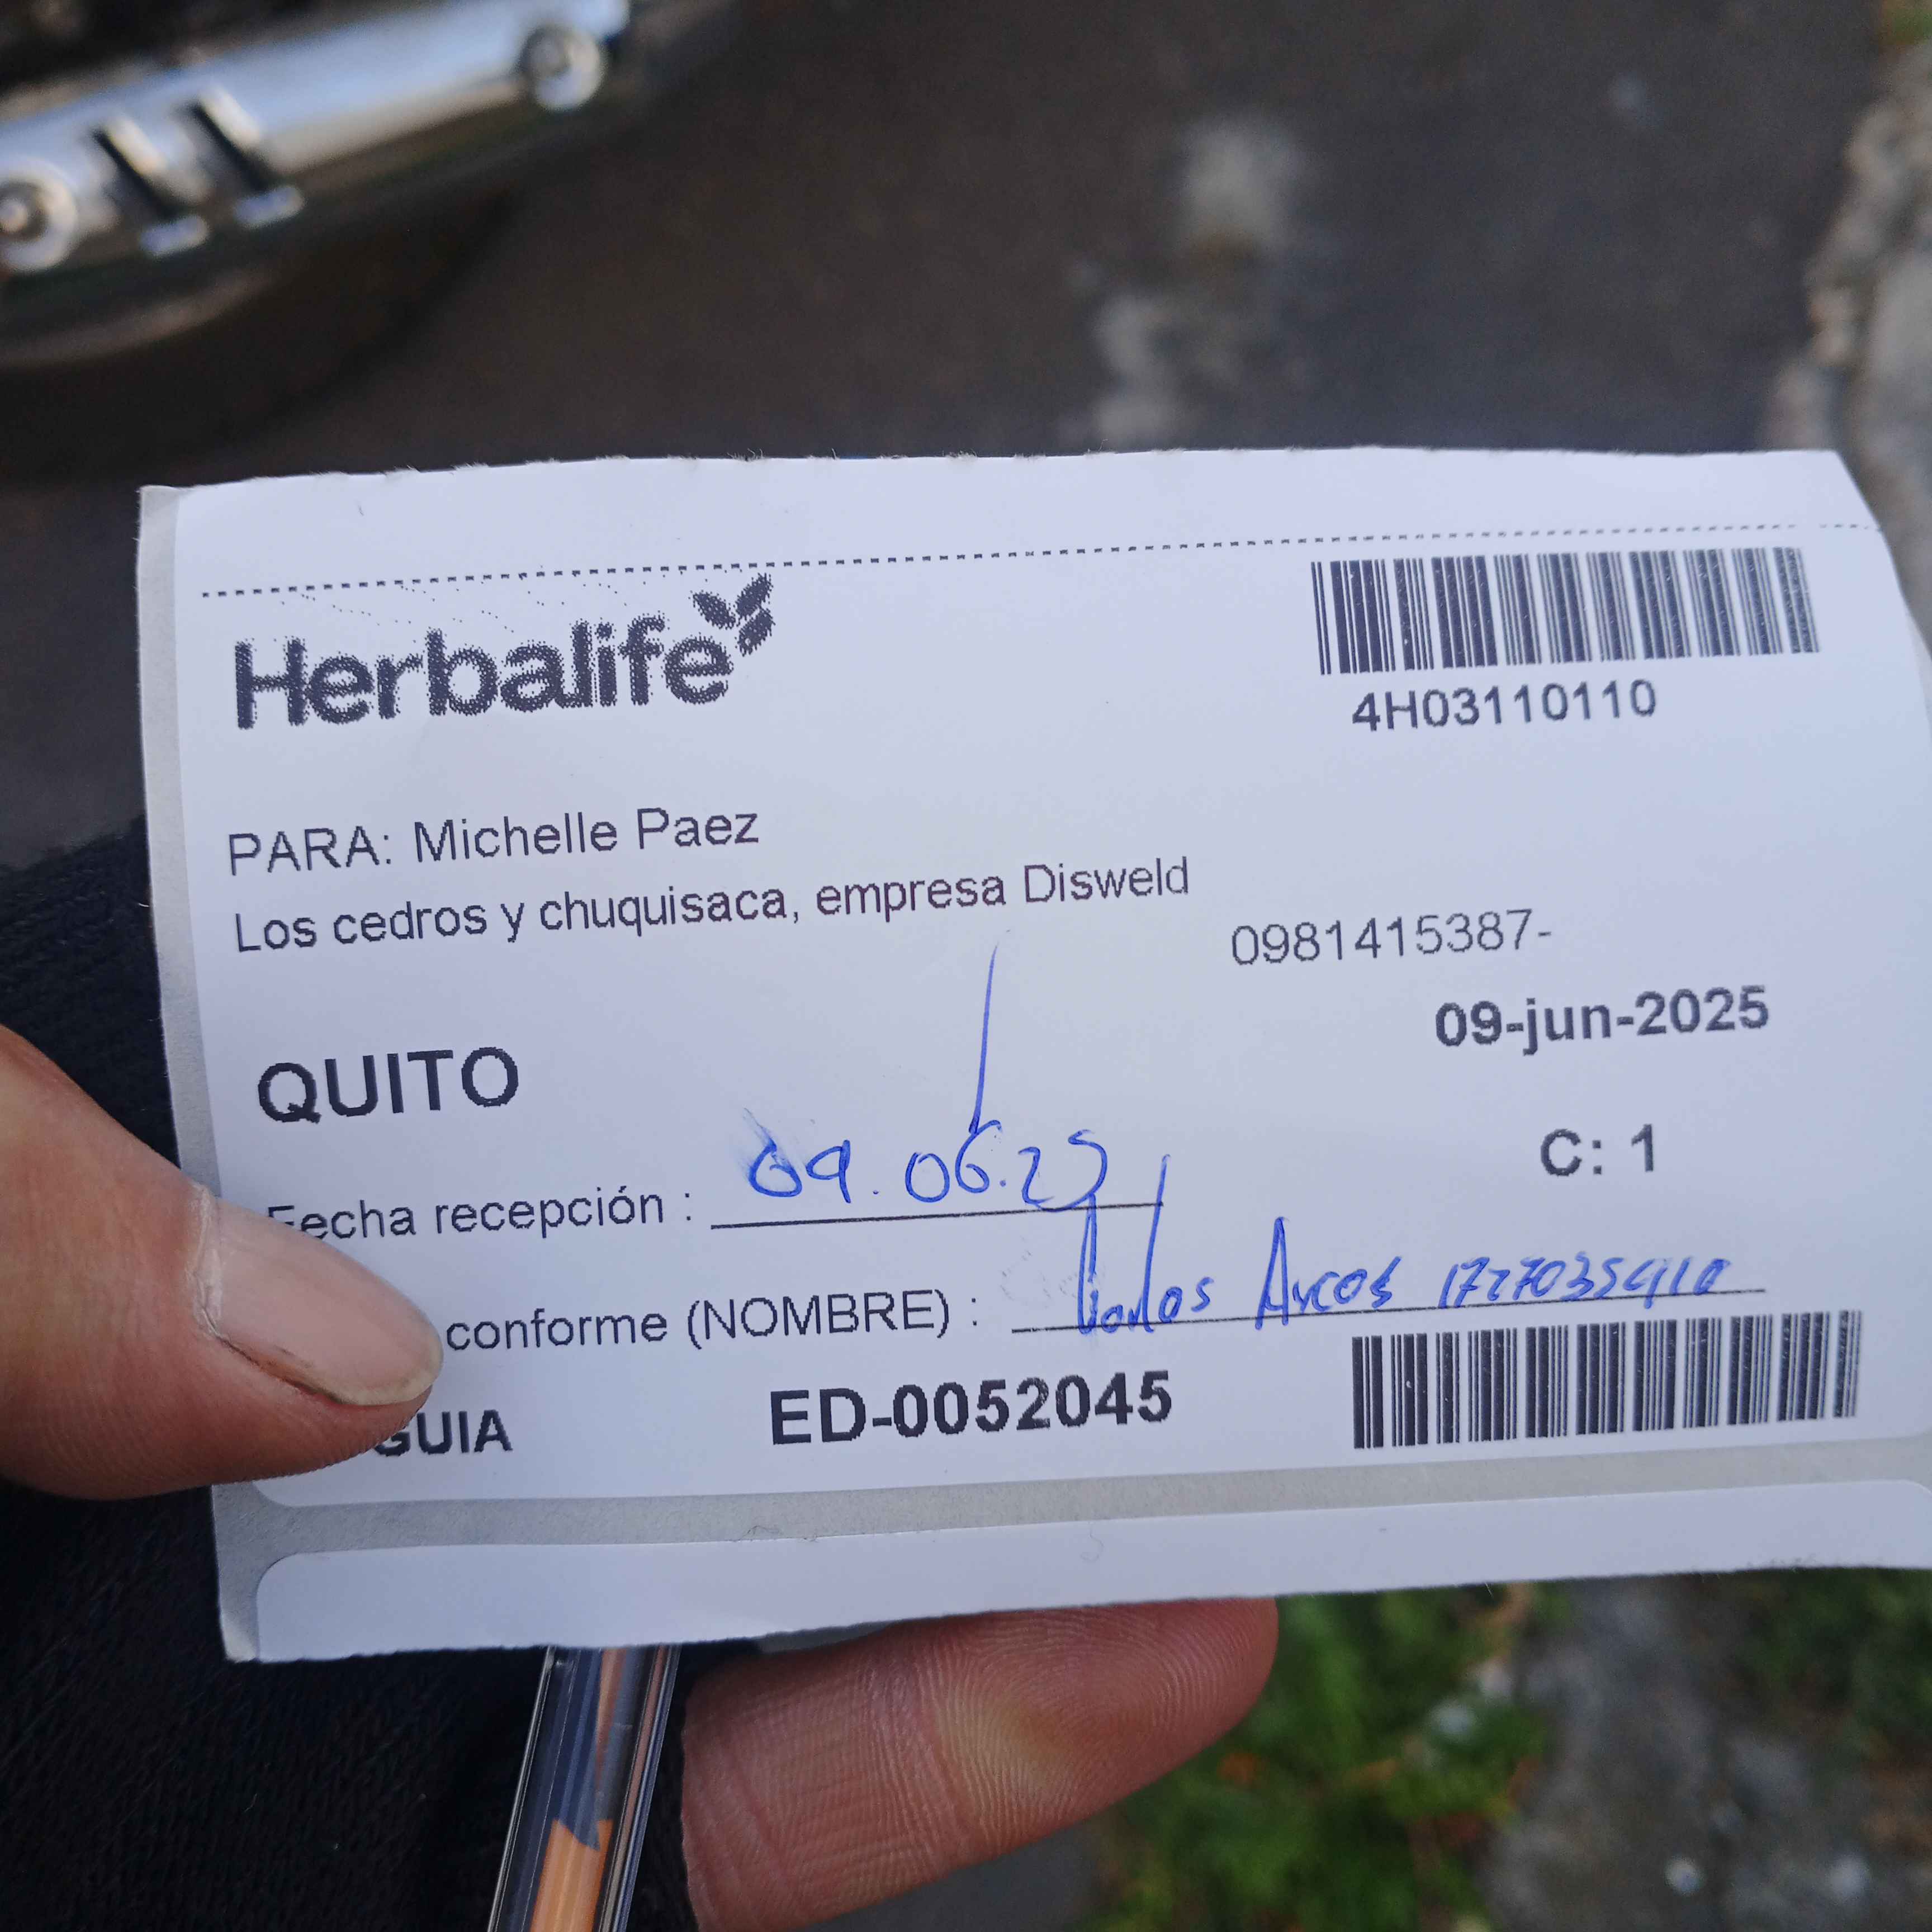 Herbalife
4H03110110
PARA: Michelle Paez
Los cedros y chuquisaca, empresa Disweld
0981415387-
09-jun-2025
QUITO
C: 1
Fecha recepción : 09.06.25
conforme (NOMBRE) : Carlos Arcos
GUIA ED-0052045